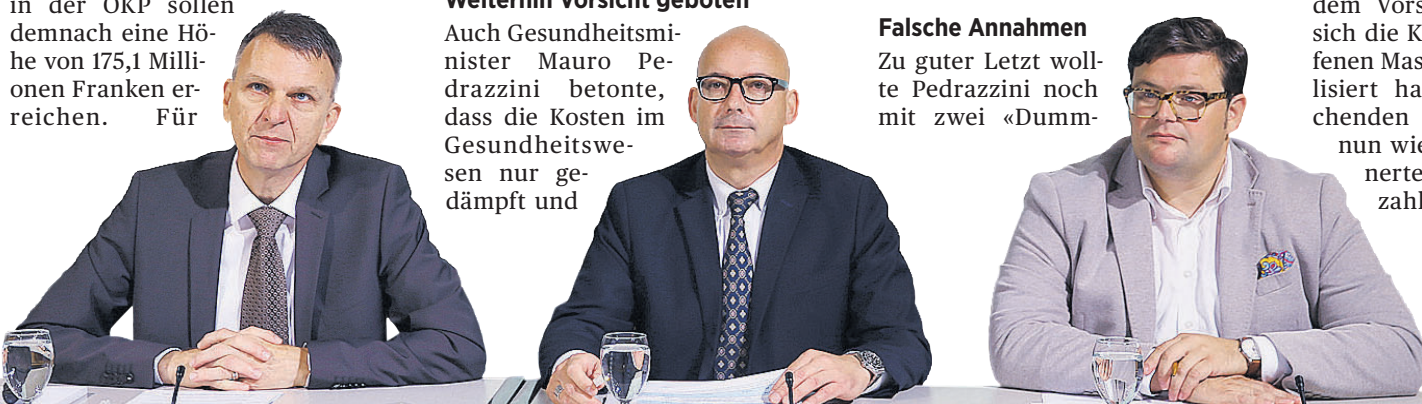 in der OKP sollen
demnach eine Hö-
he von 175,1 Milli-
onen Franken er-
reichen. Für
Weiterhin Vorsicht geboten
Auch Gesundheitsmi-
nister Mauro Pe-
drazzini betonte,
dass die Kosten im
Gesundheitswe-
sen nur ge-
dämpft und
Falsche Annahmen
Zu guter Letzt woll-
te Pedrazzini noch
mit zwei «Dumm-
dem Vors
sich die K
fenen Mas
lisiert ha
chenden
nun wie
nerte
zahl